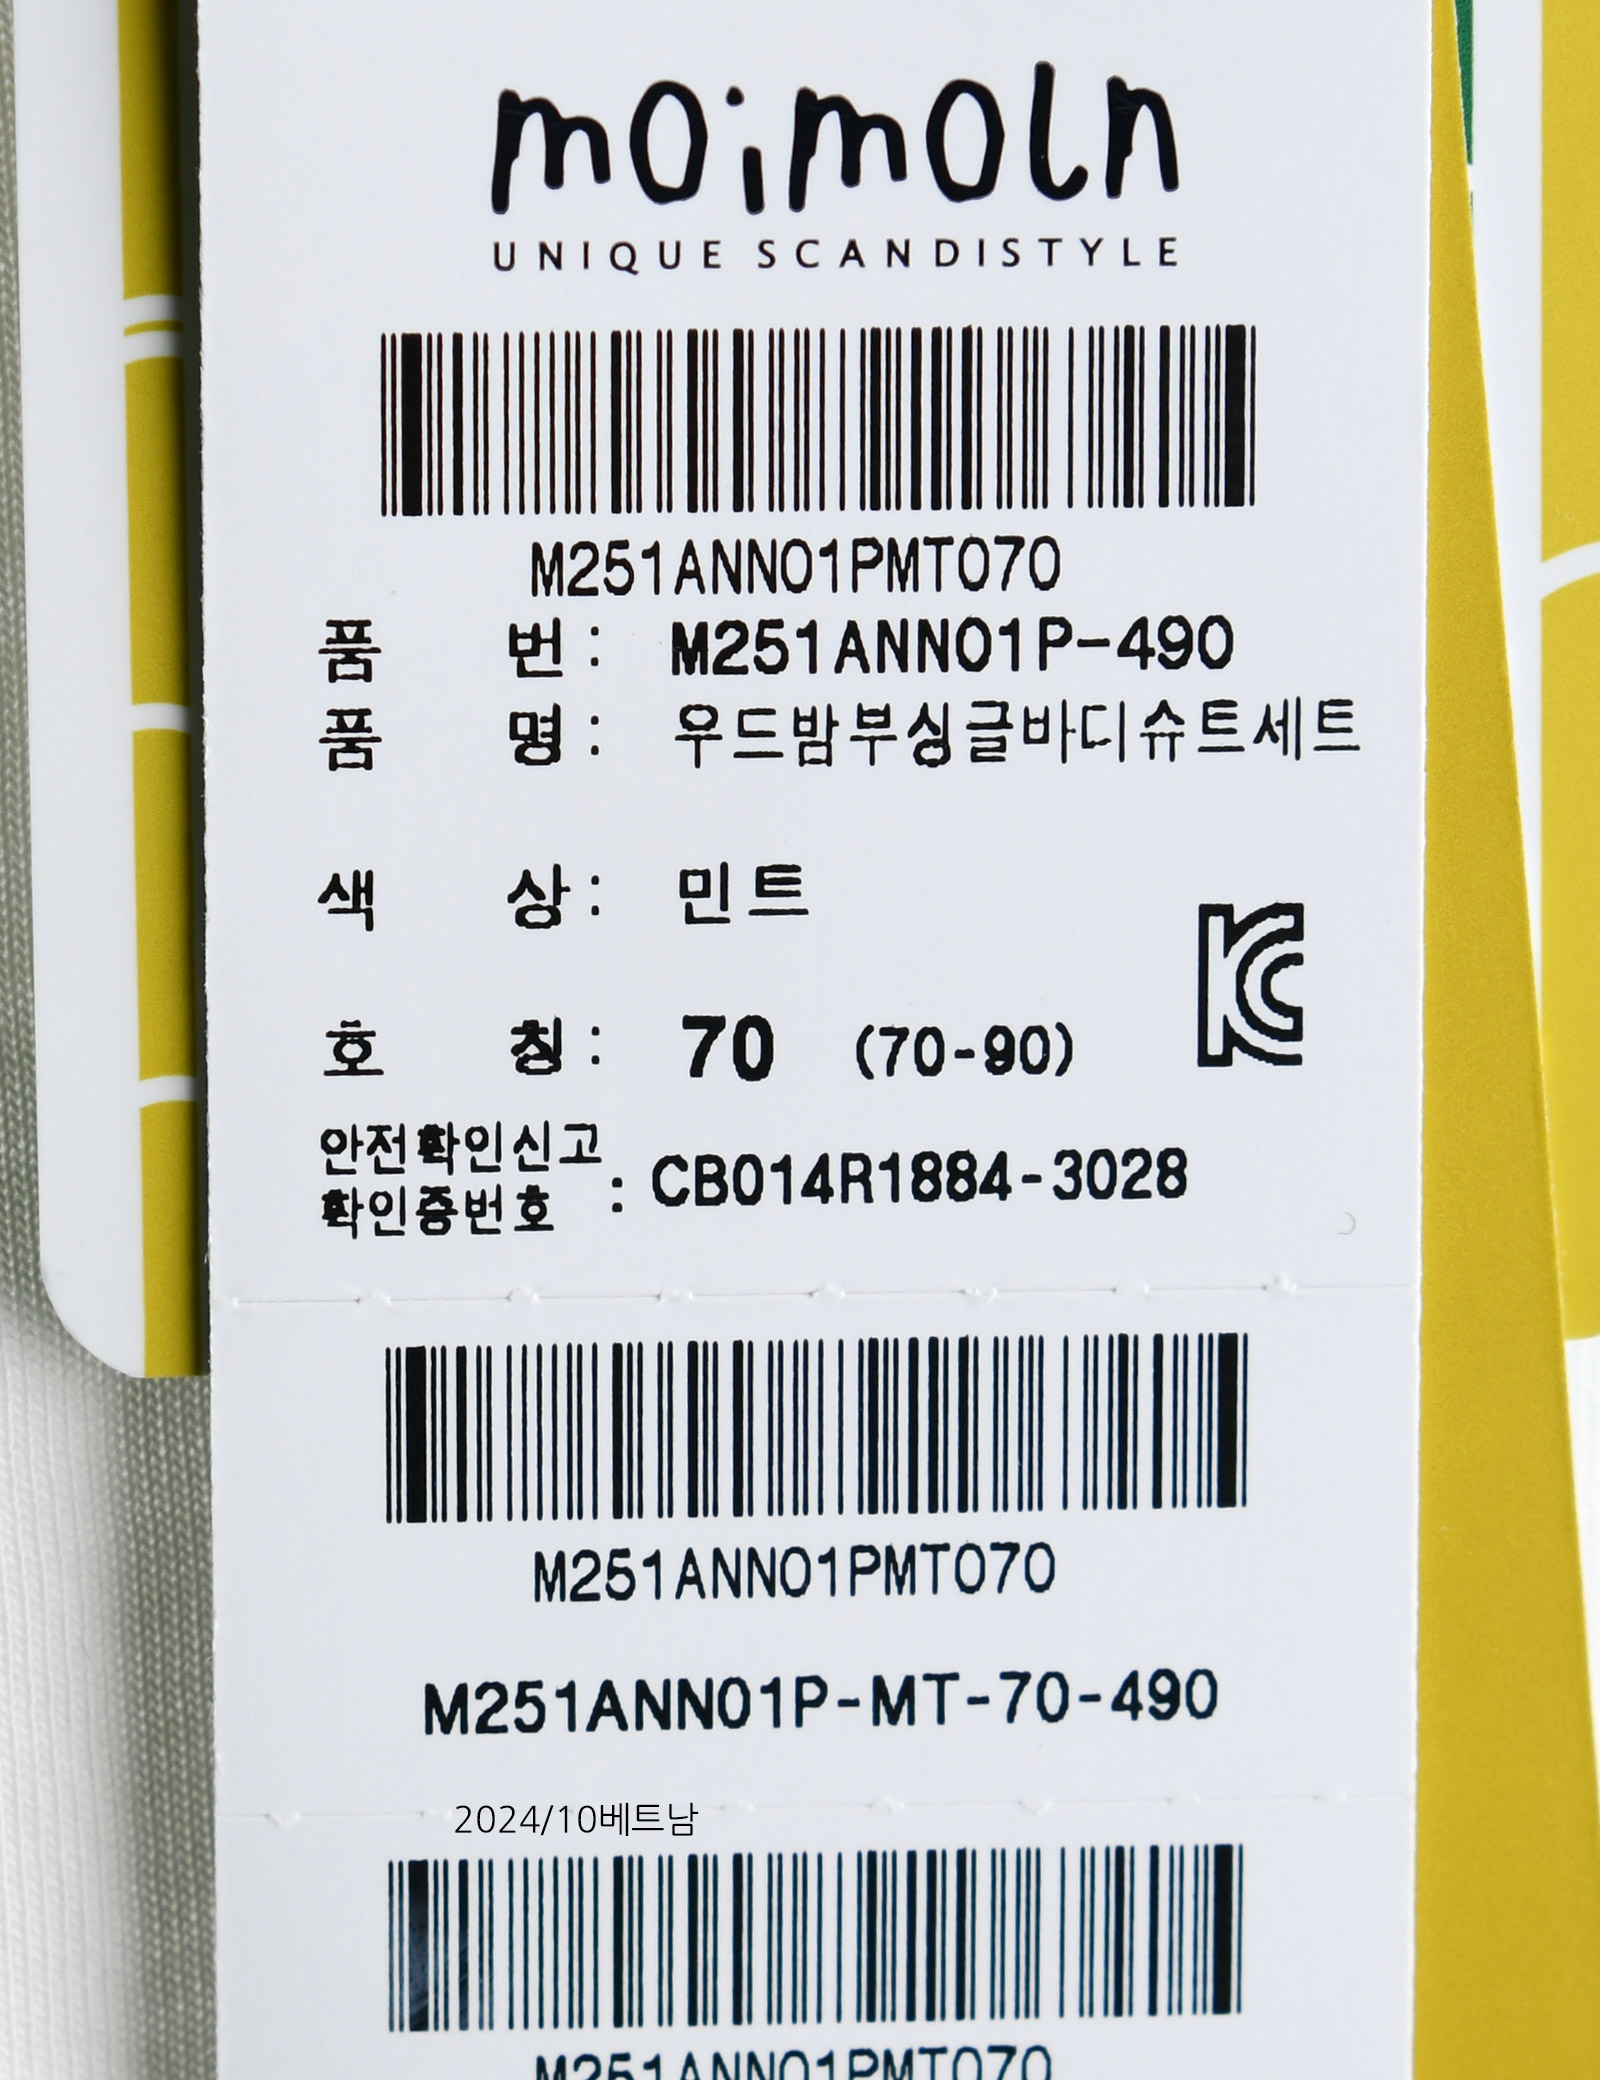 moimoln
UNIQUE SCANDISTYLE
M251ANN01PMT070
품 번 : M251ANN01P-490
품 명 : 우드밤부싱글바디슈트세트
색 상 : 민트
호 칭 : 70 (70-90)
안전확인신고
확인증번호 : CB014R1884-3028
M251ANN01PMT070
M251ANN01P-MT-70-490
2024/10베트남
M251ANN01PMT070